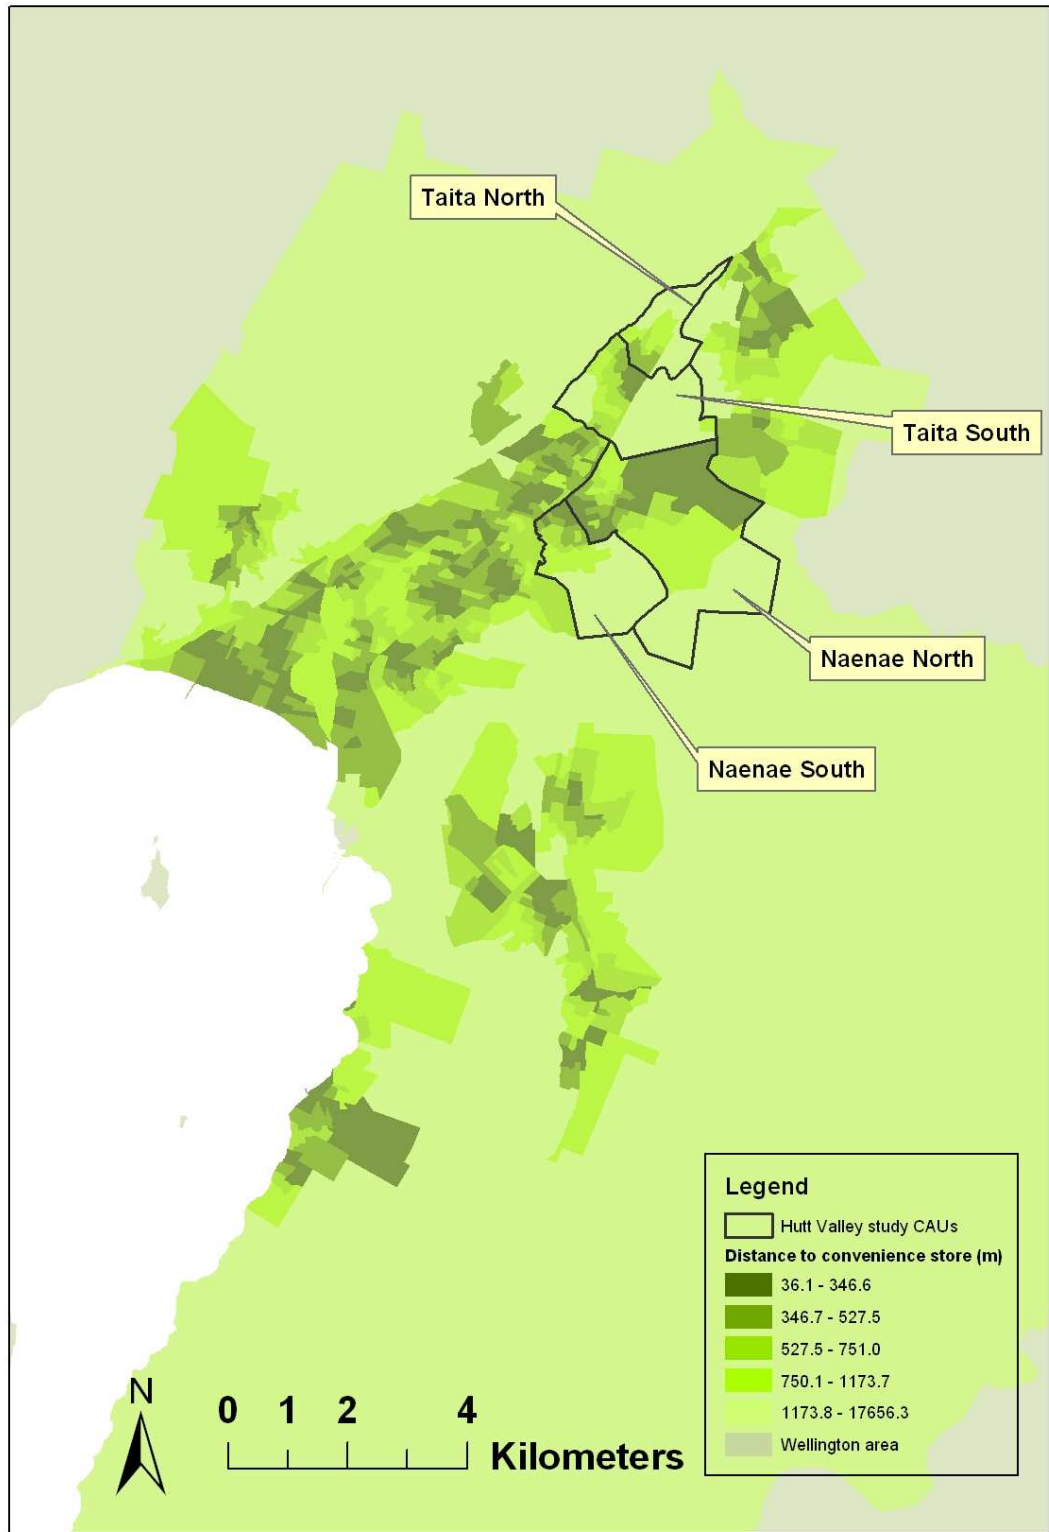 Taita North
Taita South
Naenae North
Naenae South
Legend
Hutt Valley study CAUs
Distance to convenience store (m)
36.1 - 346.6
346.7 - 527.5
527.5 - 751.0
750.1 - 1173.7
1173.8 - 17656.3
Wellington area
N
0 1 2 4
Kilometers